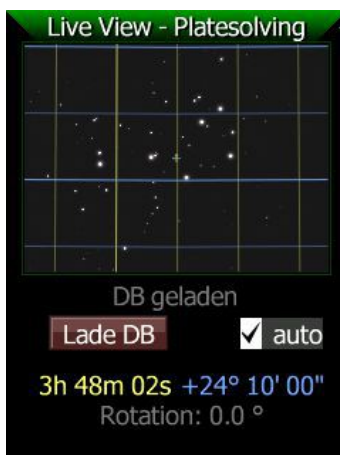 Live View - Platesolving
DB geladen
Lade DB auto
3h 48m 02s +24° 10' 00"
Rotation: 0.0 °